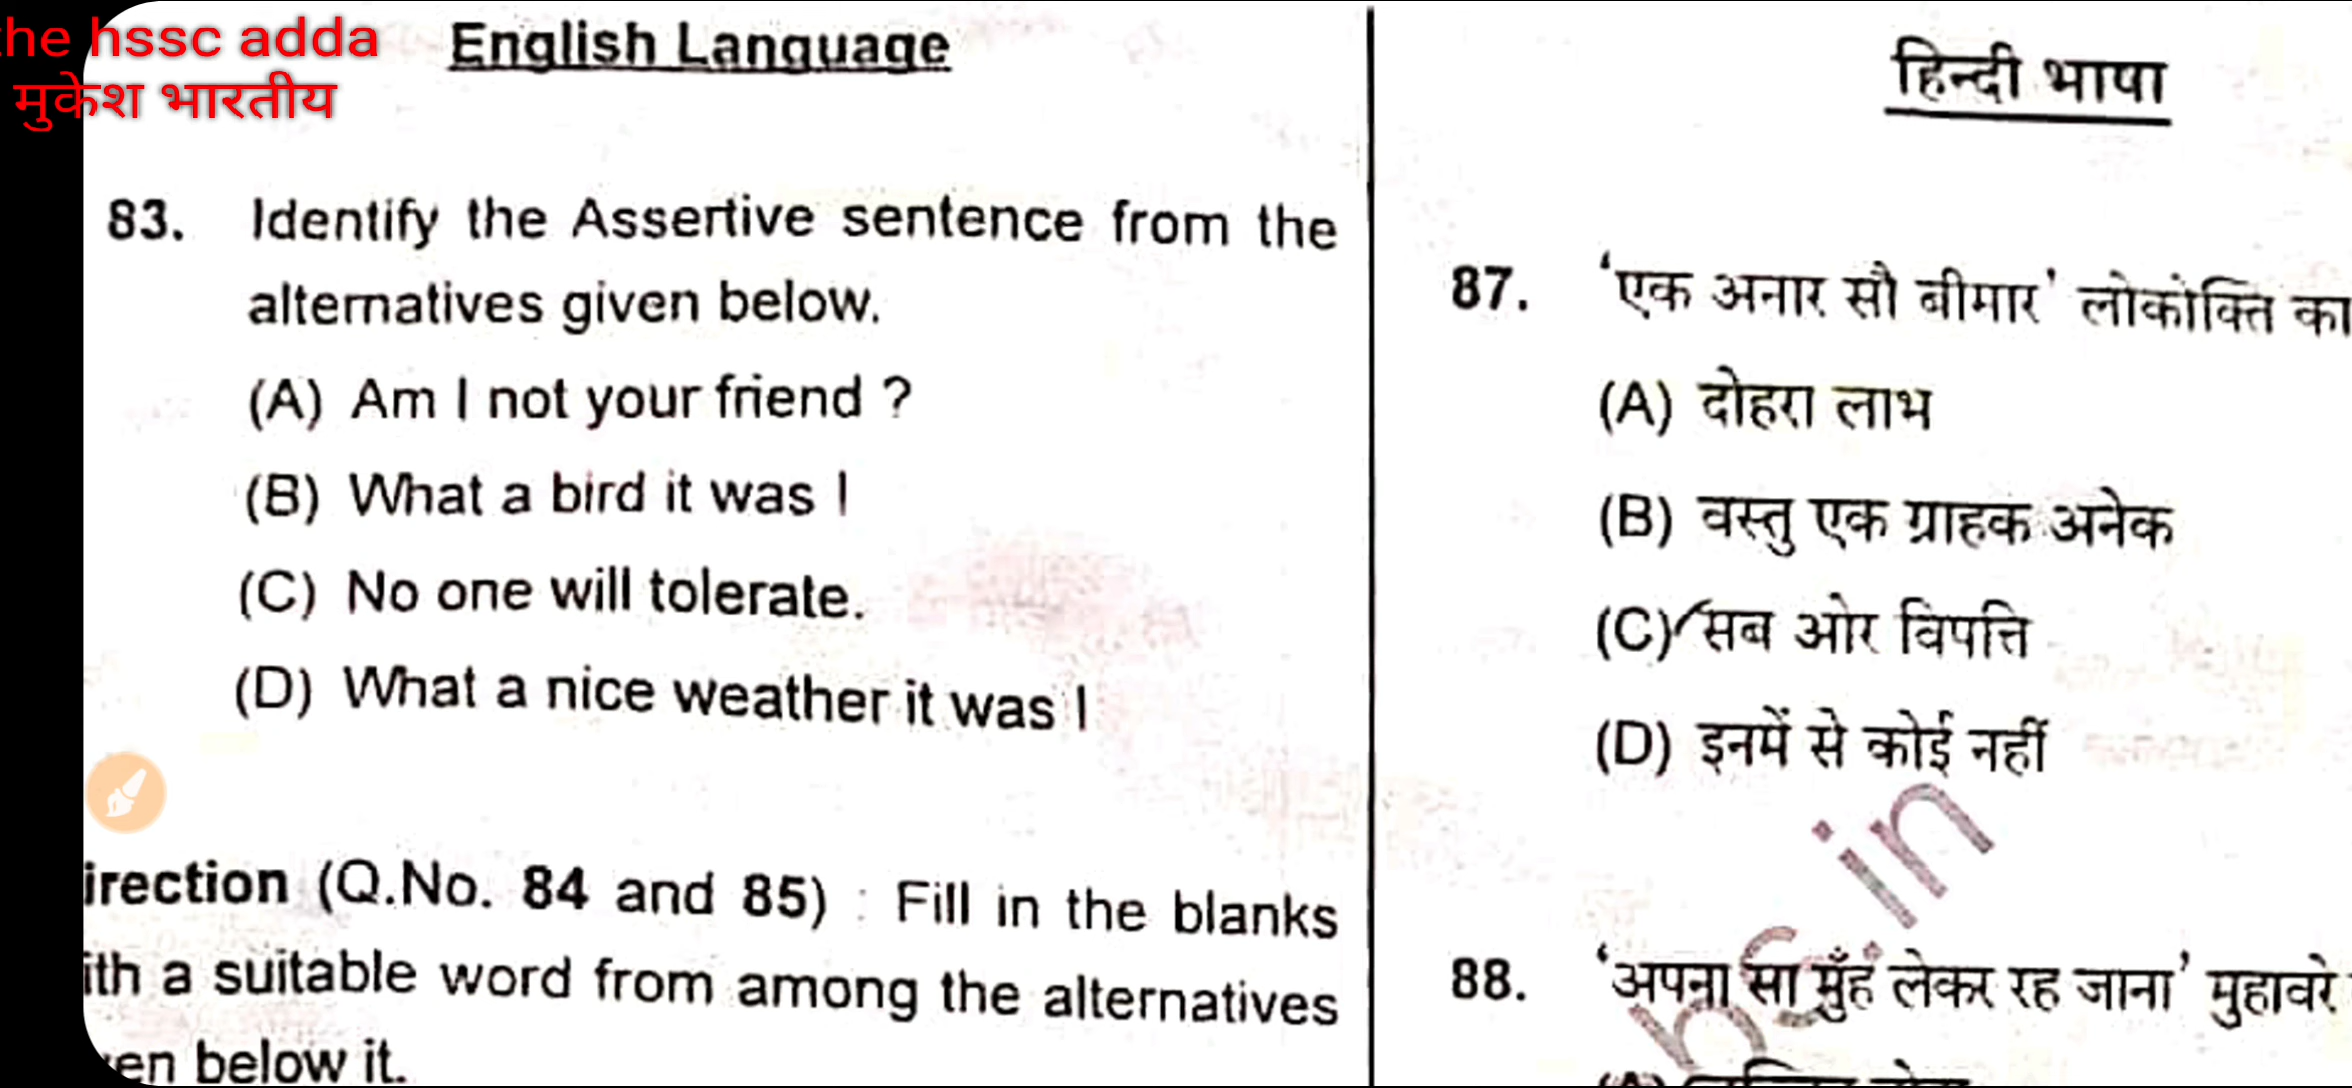 he hssc adda
मुकेश भारतीय
English Language
83. Identify the Assertive sentence from the
alternatives given below.
(A) Am I not your friend ?
(B) What a bird it was !
(C) No one will tolerate.
(D) What a nice weather it was !
irection (Q.No. 84 and 85) : Fill in the blanks
ith a suitable word from among the alternatives
en below it.
हिन्दी भाषा
87. ‘एक अनार सौ बीमार’ लोकोक्ति का
(A) दोहरा लाभ
(B) वस्तु एक ग्राहक अनेक
(C) सब ओर विपत्ति
(D) इनमें से कोई नहीं
88. ‘अपना सा मुँह लेकर रह जाना’ मुहावरे
in